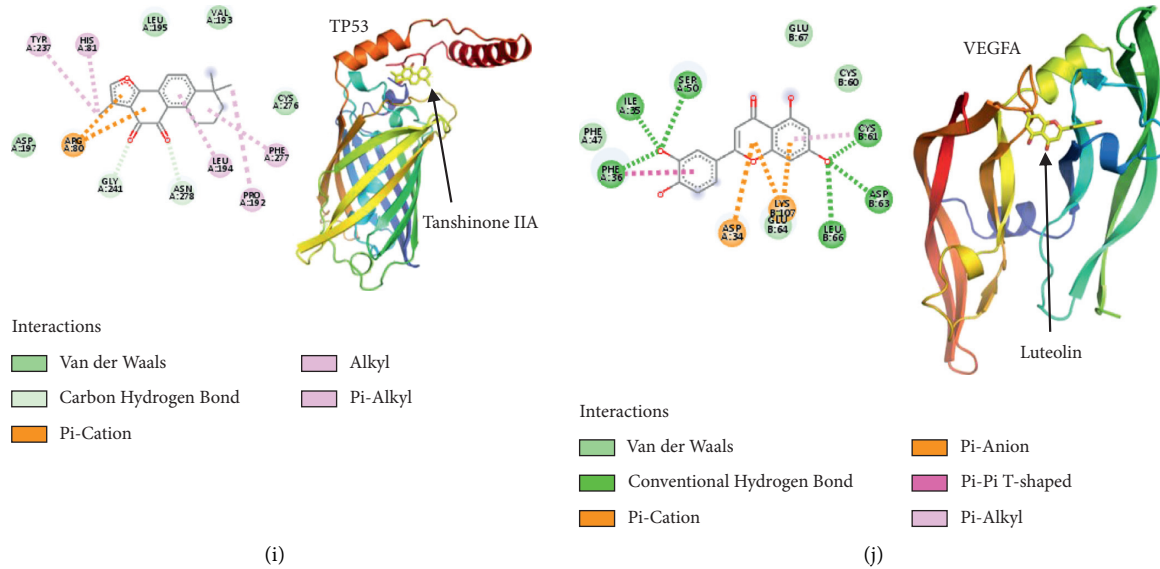 LEU
A:195
VAL
A:193
TYR
A:237
HIS
A:81
CYS
A:276
ASP
A:197
ARG
A:80
GLY
A:241
ASN
A:278
LEU
A:194
PHE
A:277
PRO
A:192
TP53
Tanshinone IIA
Interactions
Van der Waals
Carbon Hydrogen Bond
Pi-Cation
Alkyl
Pi-Alkyl
(i)
GLU
B:67
SER
A:50
CYS
B:60
ILE
A:35
PHE
A:47
CYS
B:61
PHE
A:36
ASP
B:63
LYS
B:107
GLU
B:64
ASP
A:34
LEU
B:66
VEGFA
Luteolin
Interactions
Van der Waals
Conventional Hydrogen Bond
Pi-Cation
Pi-Anion
Pi-Pi T-shaped
Pi-Alkyl
(j)